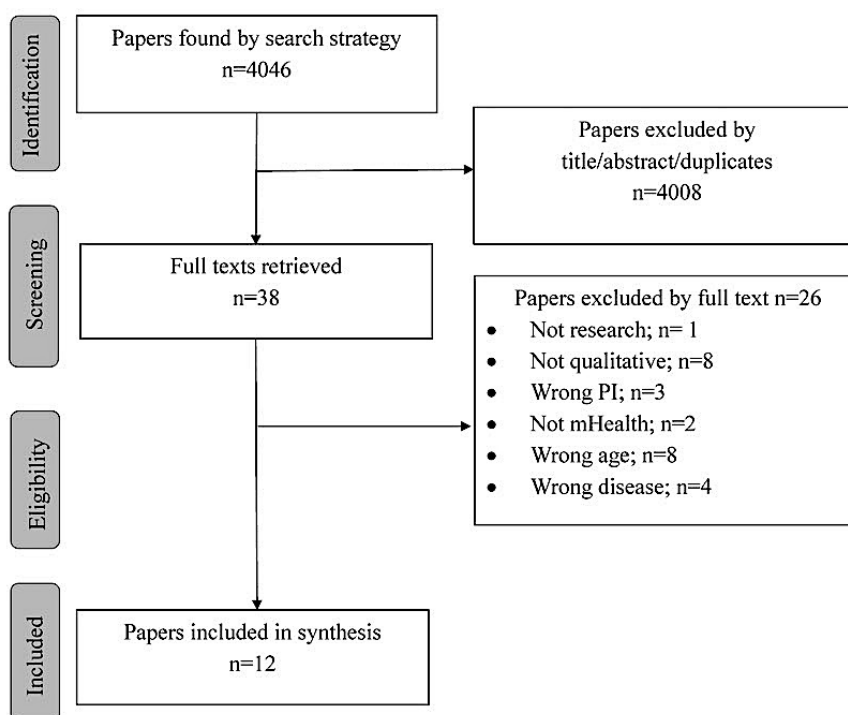 Identification
Papers found by search strategy
n=4046
Papers excluded by
title/abstract/duplicates
n=4008
Screening
Full texts retrieved
n=38
Papers excluded by full text n=26
• Not research; n= 1
• Not qualitative; n=8
• Wrong PI; n=3
• Not mHealth; n=2
• Wrong age; n=8
• Wrong disease; n=4
Eligibility
Included
Papers included in synthesis
n=12